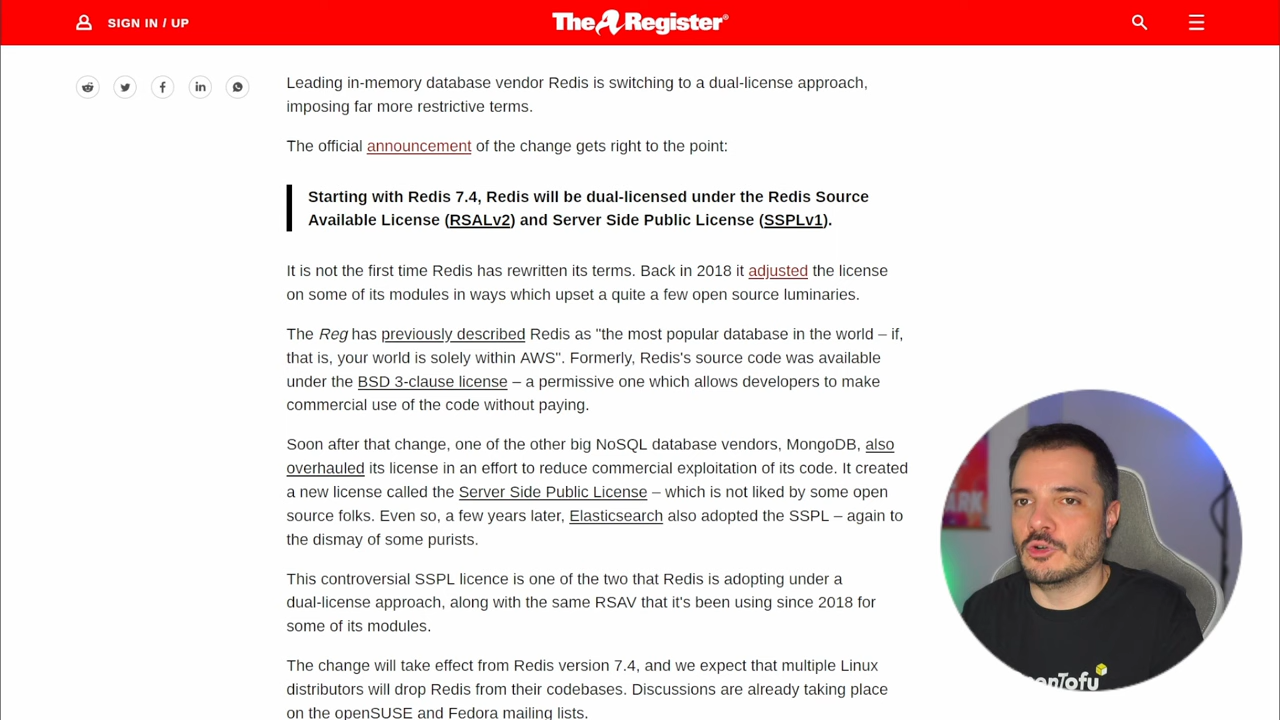 SIGN IN / UP
The Register®
Leading in-memory database vendor Redis is switching to a dual-license approach,
imposing far more restrictive terms.
The official announcement of the change gets right to the point:
Starting with Redis 7.4, Redis will be dual-licensed under the Redis Source
Available License (RSALv2) and Server Side Public License (SSPLv1).
It is not the first time Redis has rewritten its terms. Back in 2018 it adjusted the license
on some of its modules in ways which upset a quite a few open source luminaries.
The Reg has previously described Redis as "the most popular database in the world – if,
that is, your world is solely within AWS". Formerly, Redis's source code was available
under the BSD 3-clause license – a permissive one which allows developers to make
commercial use of the code without paying.
Soon after that change, one of the other big NoSQL database vendors, MongoDB, also
overhauled its license in an effort to reduce commercial exploitation of its code. It created
a new license called the Server Side Public License – which is not liked by some open
source folks. Even so, a few years later, Elasticsearch also adopted the SSPL – again to
the dismay of some purists.
This controversial SSPL licence is one of the two that Redis is adopting under a
dual-license approach, along with the same RSAV that it's been using since 2018 for
some of its modules.
The change will take effect from Redis version 7.4, and we expect that multiple Linux
distributors will drop Redis from their codebases. Discussions are already taking place
on the openSUSE and Fedora mailing lists.